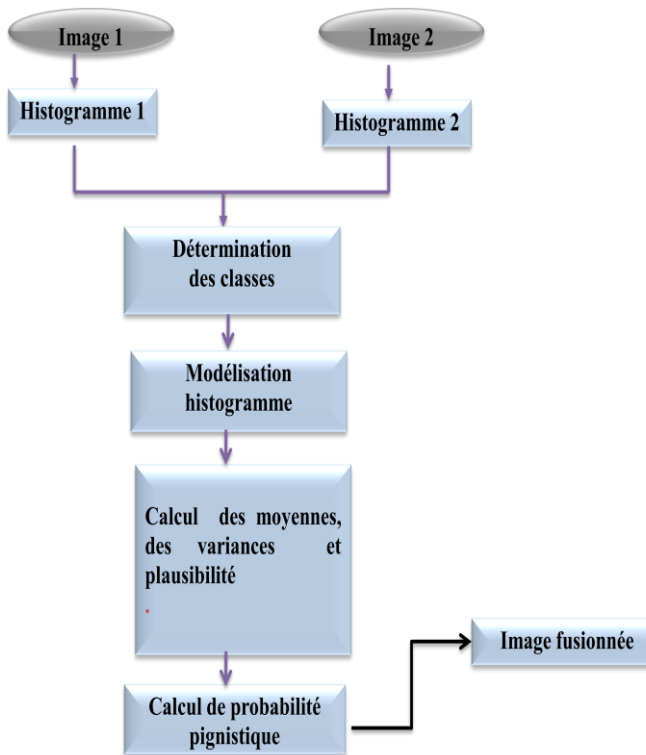 Image 1
Image 2
Histogramme 1
Histogramme 2
Détermination
des classes
Modélisation
histogramme
Calcul des moyennes,
des variances et
plausibilité
.
Calcul de probabilité
pignistique
Image fusionnée